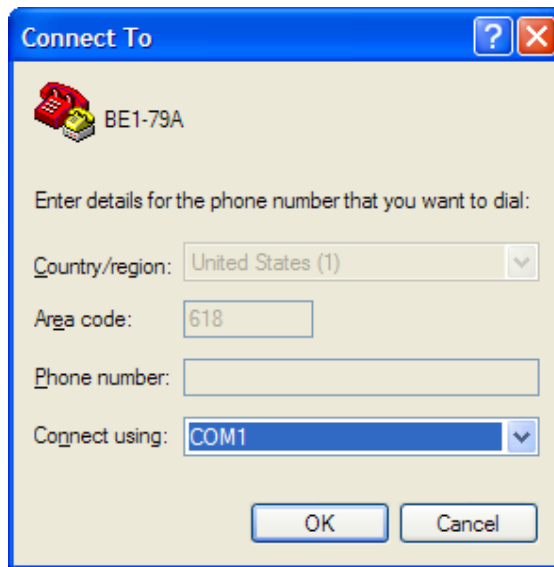 Connect To
BE1-79A
Enter details for the phone number that you want to dial:
Country/region: United States (1)
Area code: 618
Phone number:
Connect using: COM1
OK Cancel